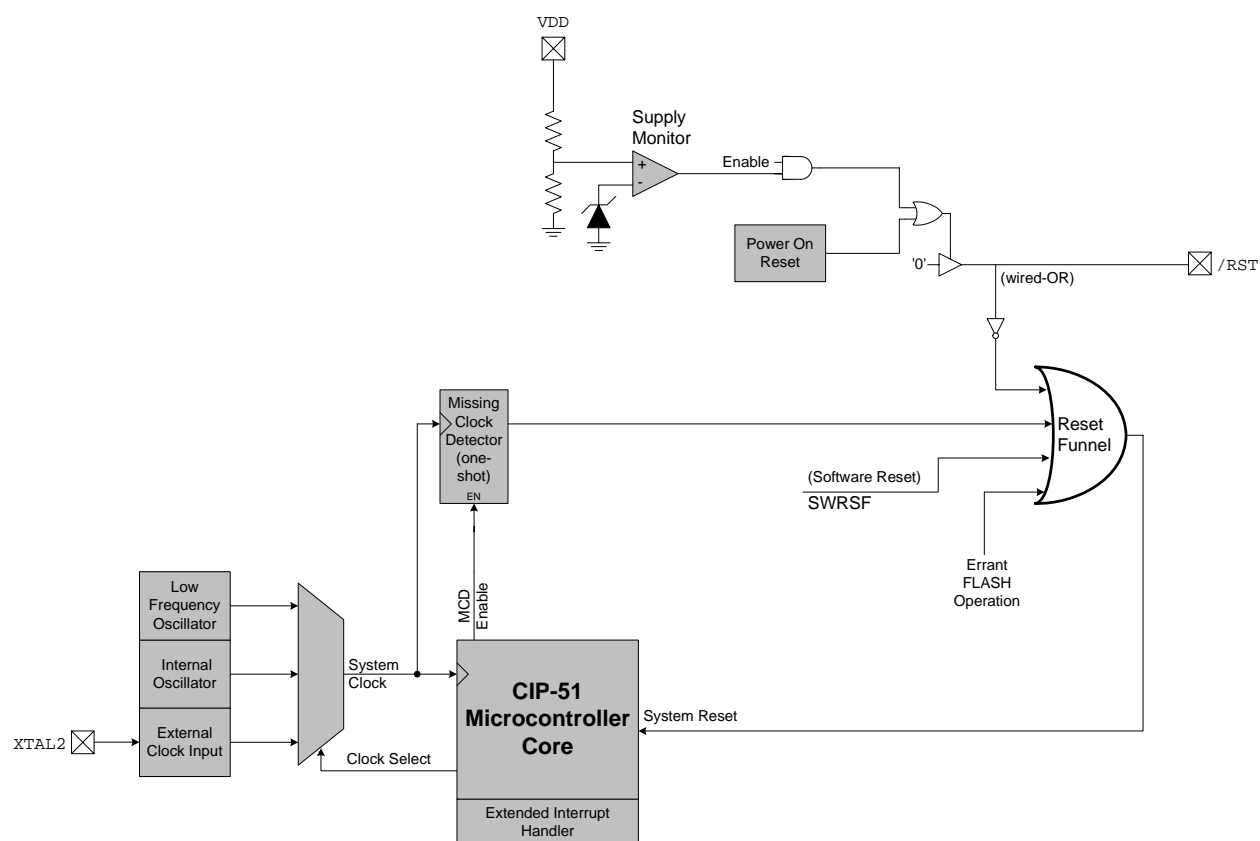 VDD
Supply
Monitor
+
-
Enable
Power On
Reset
'0'
(wired-OR)
/RST
Missing
Clock
Detector
(one-
shot)
EN
Reset
Funnel
(Software Reset)
SWRSF
Errant
FLASH
Operation
MCD
Enable
Low
Frequency
Oscillator
Internal
Oscillator
External
Clock Input
XTAL2
System
Clock
Clock Select
CIP-51
Microcontroller
Core
System Reset
Extended Interrupt
Handler